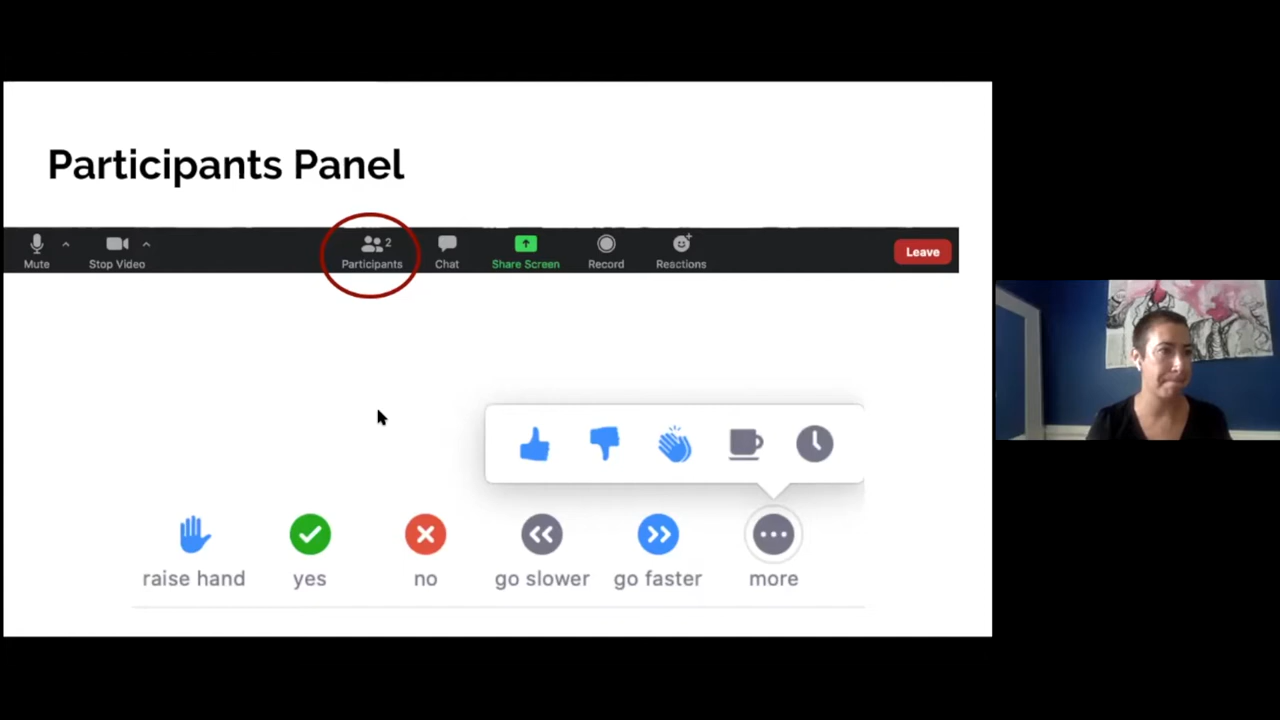 Participants Panel
2
Mute Stop Video Participants Chat Share Screen Record Reactions Leave
raise hand yes no go slower go faster more